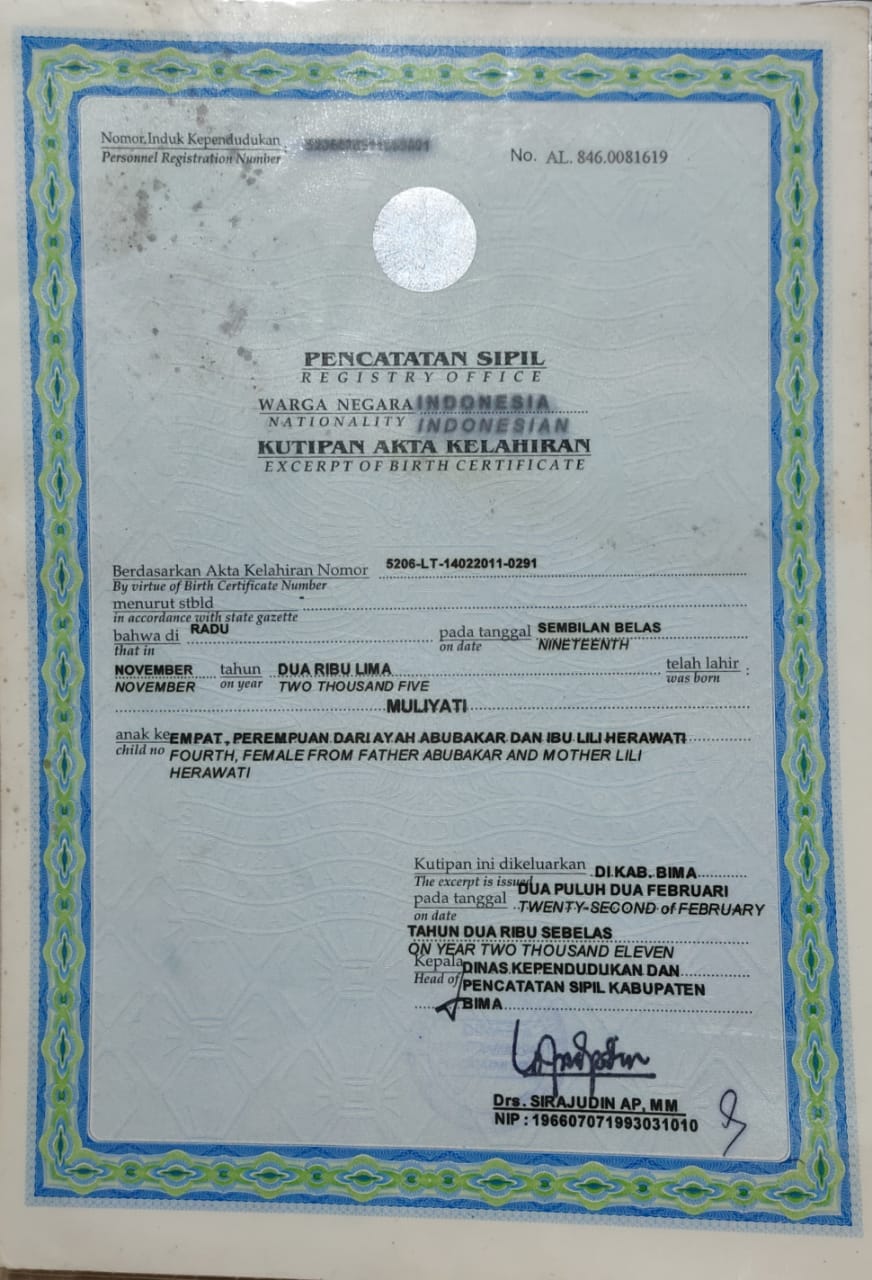 Nomor Induk Kependudukan :
Personnel Registration Number
No. AL. 846.0081619
PENCATATAN SIPIL
REGISTRY OFFICE
WARGA NEGARA INDONESIA
NATIONALITY INDONESIAN
KUTIPAN AKTA KELAHIRAN
EXCERPT OF BIRTH CERTIFICATE
Berdasarkan Akta Kelahiran Nomor 5206-LT-14022011-0291
By virtue of Birth Certificate Number
menurut stbld -
in accordance with state gazette
bahwa di RADU pada tanggal SEMBILAN BELAS
that in on date NINETEENTH
NOVEMBER tahun DUA RIBU LIMA telah lahir :
NOVEMBER on year TWO THOUSAND FIVE was born
MULIYATI
anak ke EMPAT, PEREMPUAN DARI AYAH ABUBAKAR DAN IBU LILI HERAWATI
child no FOURTH, FEMALE FROM FATHER ABUBAKAR AND MOTHER LILI
HERAWATI
Kutipan ini dikeluarkan DI KAB. BIMA
The excerpt is issued
pada tanggal DUA PULUH DUA FEBRUARI
on date TWENTY-SECOND of FEBRUARY
TAHUN DUA RIBU SEBELAS
ON YEAR TWO THOUSAND ELEVEN
Kepala DINAS KEPENDUDUKAN DAN
Head of PENCATATAN SIPIL KABUPATEN
BIMA
Drs. SIRAJUDIN AP, MM
NIP : 196607071993031010